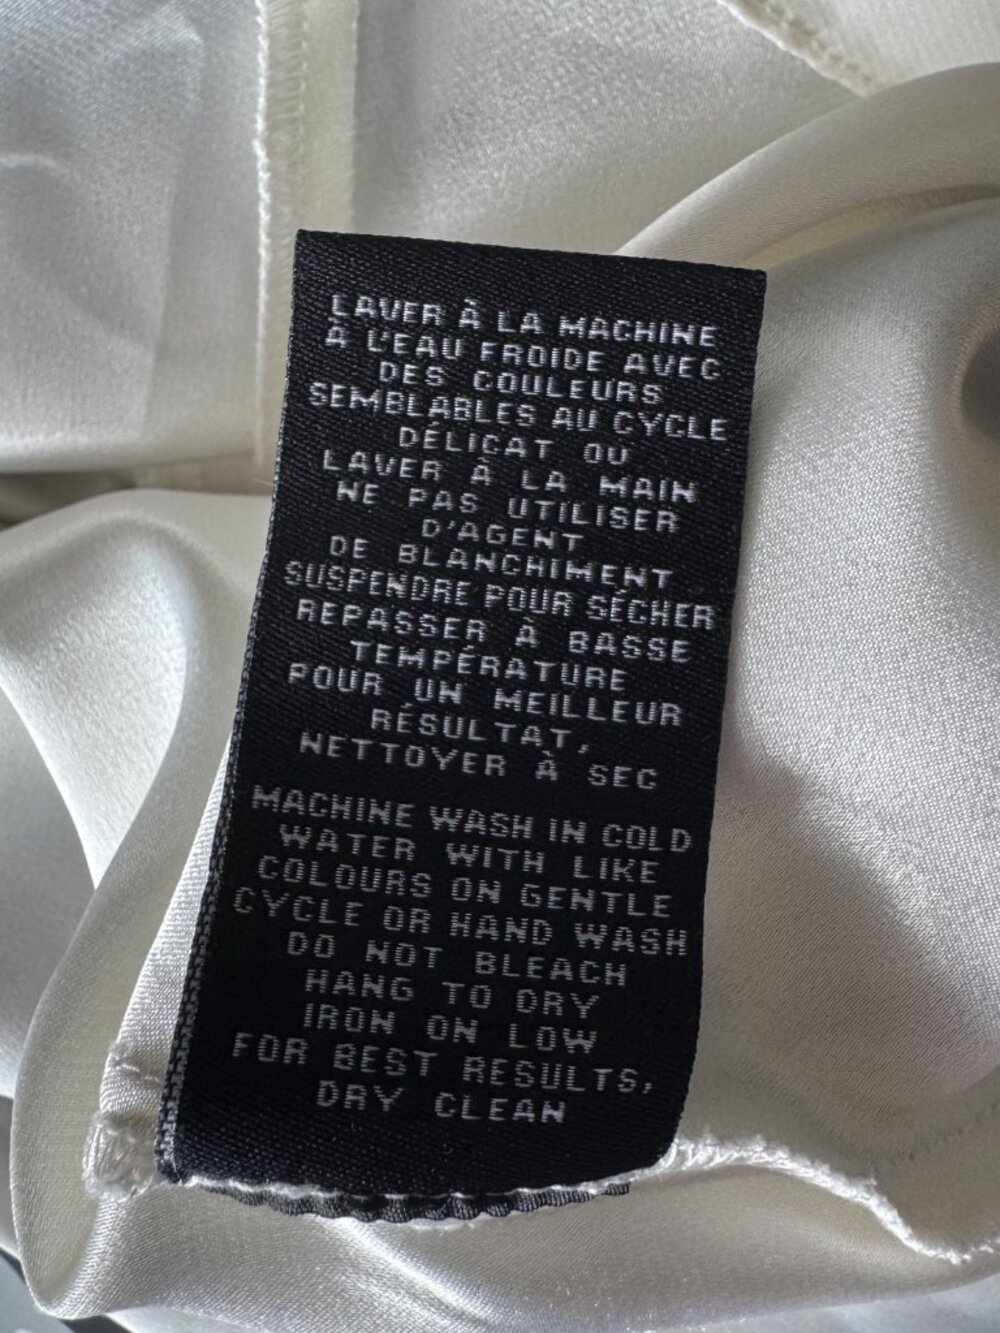 LAVER À LA MACHINE
À L'EAU FROIDE AVEC
DES COULEURS
SEMBLABLES AU CYCLE
DÉLICAT OU
LAVER À LA MAIN
NE PAS UTILISER
D'AGENT
DE BLANCHIMENT
SUSPENDRE POUR SÉCHER
REPASSER À BASSE
TEMPÉRATURE
POUR UN MEILLEUR
RÉSULTAT,
NETTOYER À SEC
MACHINE WASH IN COLD
WATER WITH LIKE
COLOURS ON GENTLE
CYCLE OR HAND WASH
DO NOT BLEACH
HANG TO DRY
IRON ON LOW
FOR BEST RESULTS,
DRY CLEAN